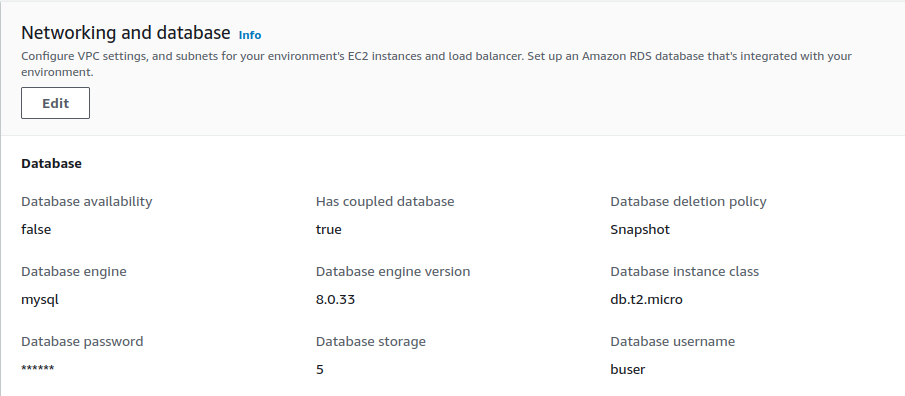 Networking and database Info
Configure VPC settings, and subnets for your environment's EC2 instances and load balancer. Set up an Amazon RDS database that's integrated with your
environment.
Edit
Database
Database availability Has coupled database Database deletion policy
false true Snapshot
Database engine Database engine version Database instance class
mysql 8.0.33 db.t2.micro
Database password Database storage Database username
****** 5 buser